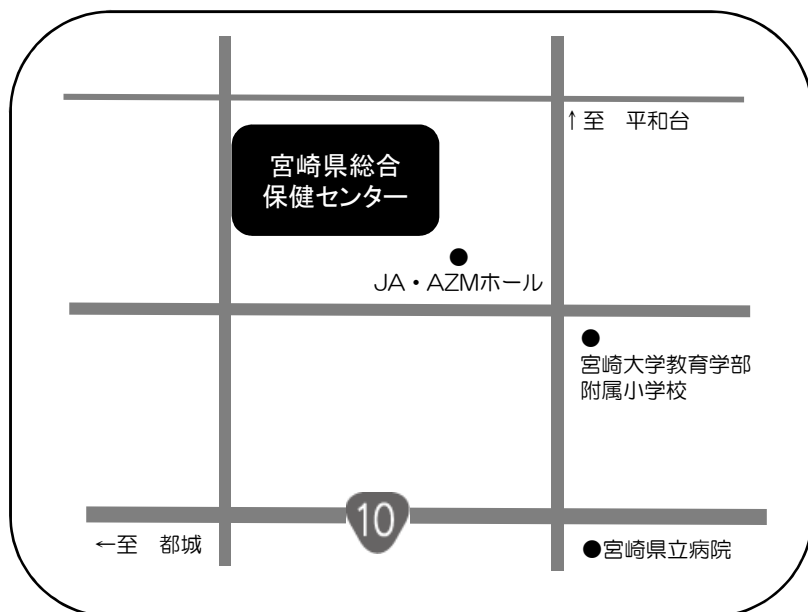 ↑至　平和台
宮崎県総合
保健センター
●
JA・AZMホール
●
宮崎大学教育学部
附属小学校
10
←至　都城
●宮崎県立病院